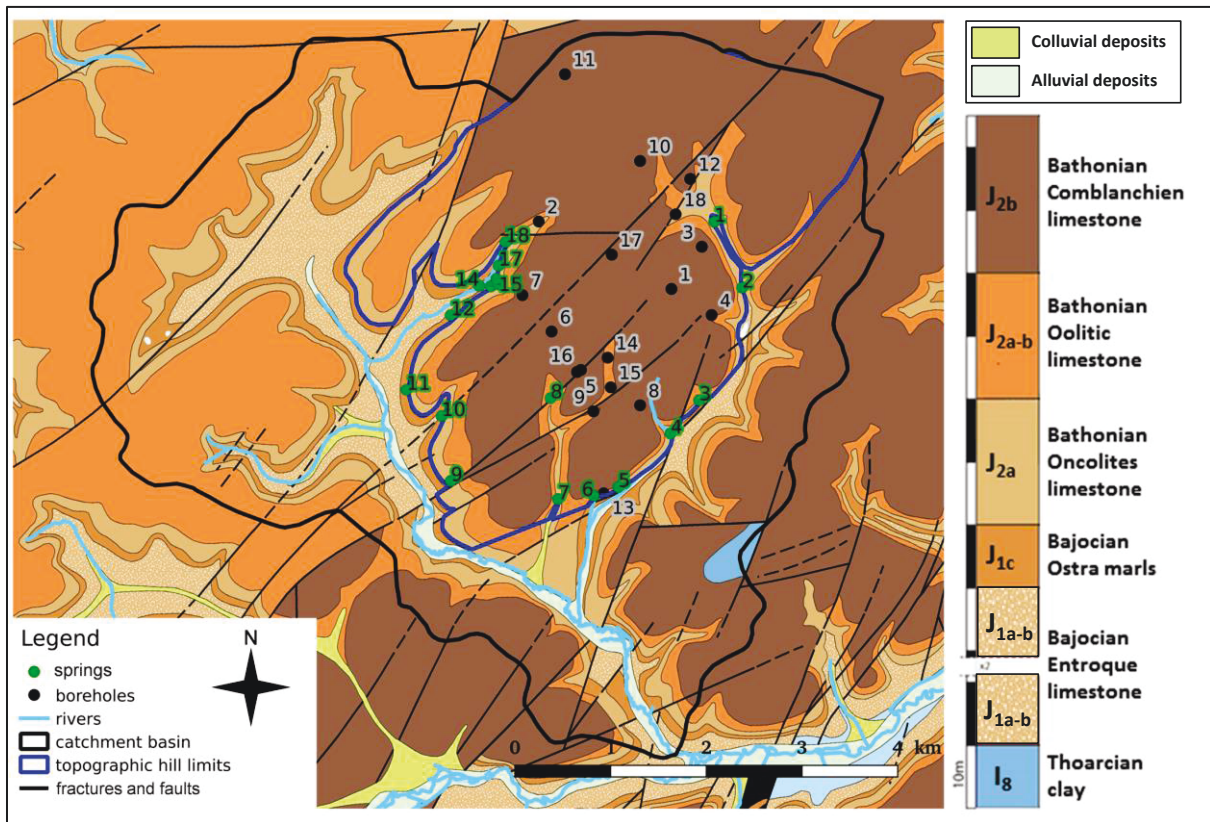 11
10
12
18
1
2
18
3
17
17
14
15
7
2
1
12
4
6
14
16
11
15
8
5
9
8
3
10
4
9
5
7
6
13
Legend
N
springs
boreholes
rivers
catchment basin
topographic hill limits
fractures and faults
0
1
2
3
4
km
Colluvial deposits
Alluvial deposits
J2b
Bathonian
Comblanchien
limestone
J2a-b
Bathonian
Oolitic
limestone
J2a
Bathonian
Oncolites
limestone
J1c
Bajocian
Ostra marls
J1a-b
x2
Bajocian
Entroque
limestone
J1a-b
10m
I8
Thoarcian
clay